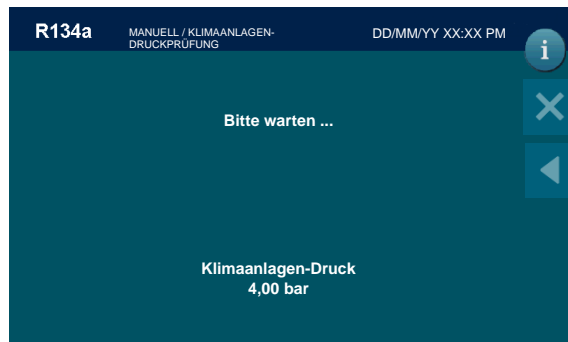 R134a
MANUELL / KLIMAANLAGEN-
DRUCKPRÜFUNG
DD/MM/YY XX:XX PM
i
Bitte warten ...
Klimaanlagen-Druck
4,00 bar